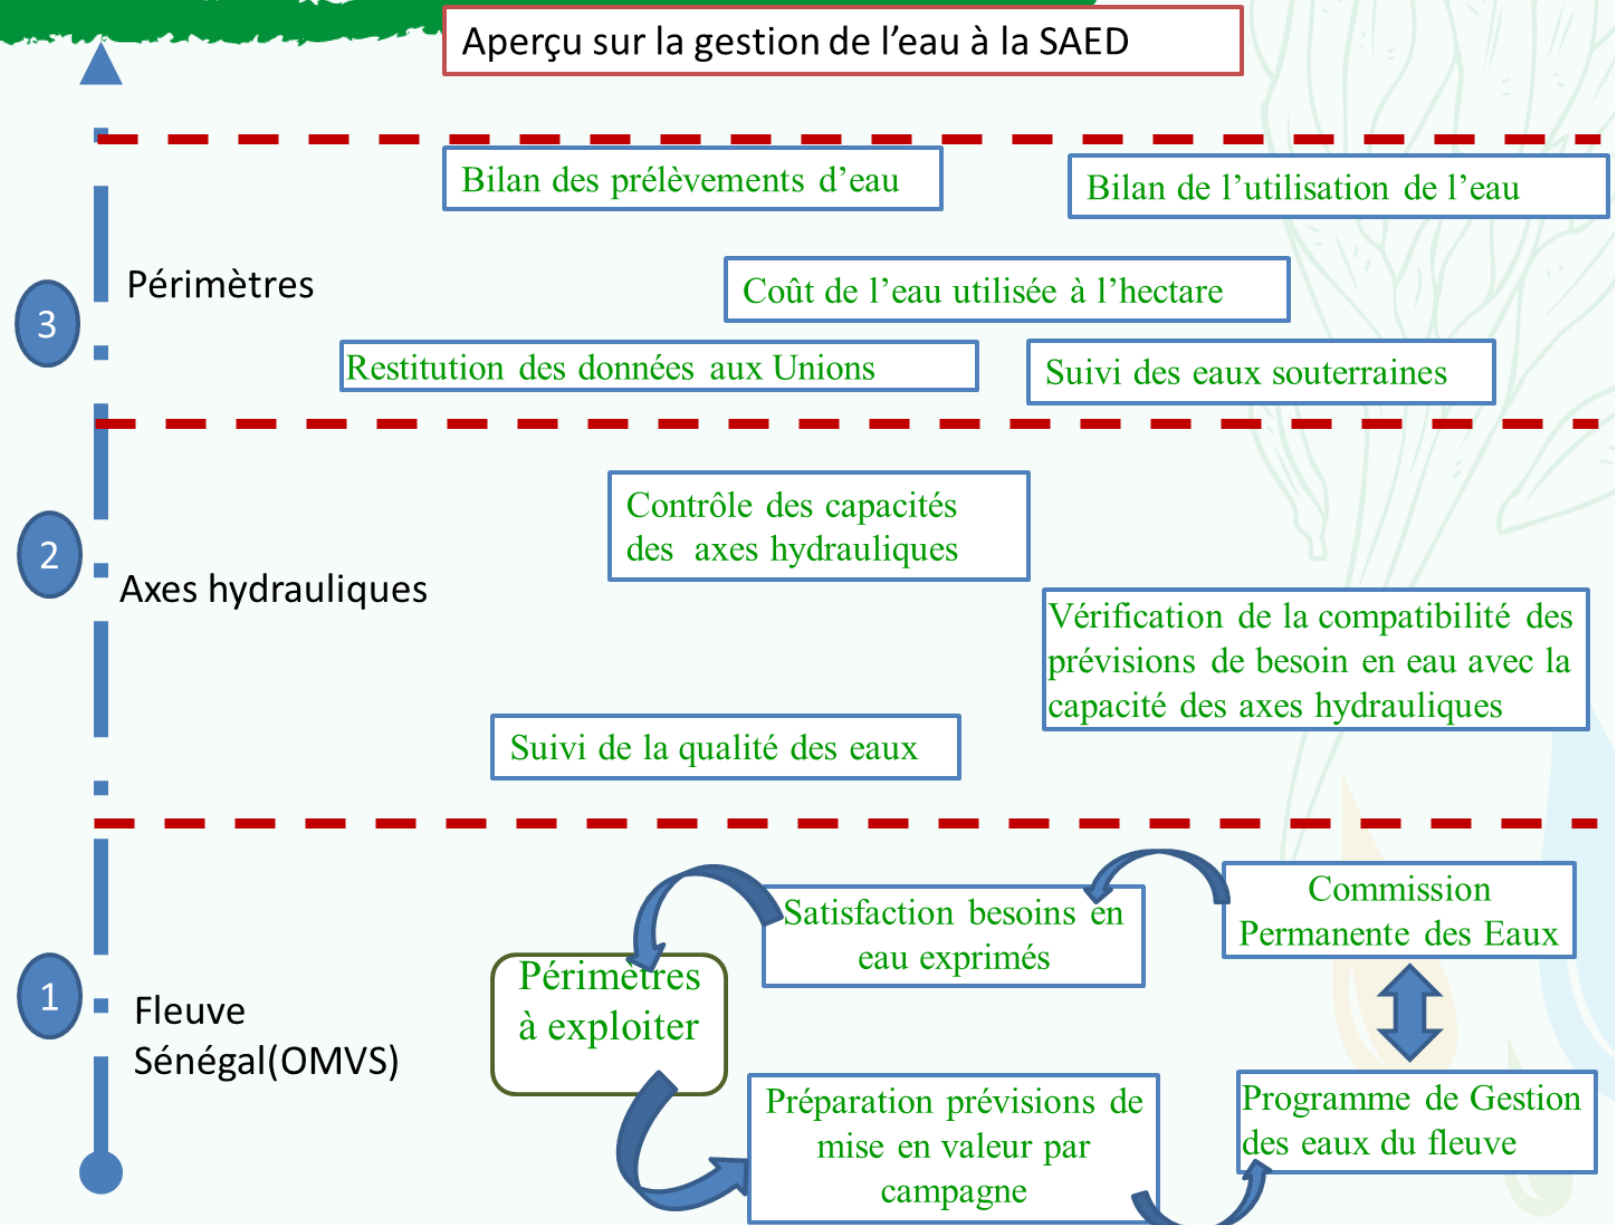 Aperçu sur la gestion de l’eau à la SAED
Bilan des prélèvements d’eau
Bilan de l’utilisation de l’eau
Périmètres
Coût de l’eau utilisée à l’hectare
3
Restitution des données aux Unions
Suivi des eaux souterraines
Contrôle des capacités
des axes hydrauliques
2
Axes hydrauliques
Vérification de la compatibilité des
prévisions de besoin en eau avec la
capacité des axes hydrauliques
Suivi de la qualité des eaux
Commission
Permanente des Eaux
Satisfaction besoins en
eau exprimés
Périmètres
à exploiter
1
Fleuve
Sénégal(OMVS)
Préparation prévisions de
mise en valeur par
campagne
Programme de Gestion
des eaux du fleuve